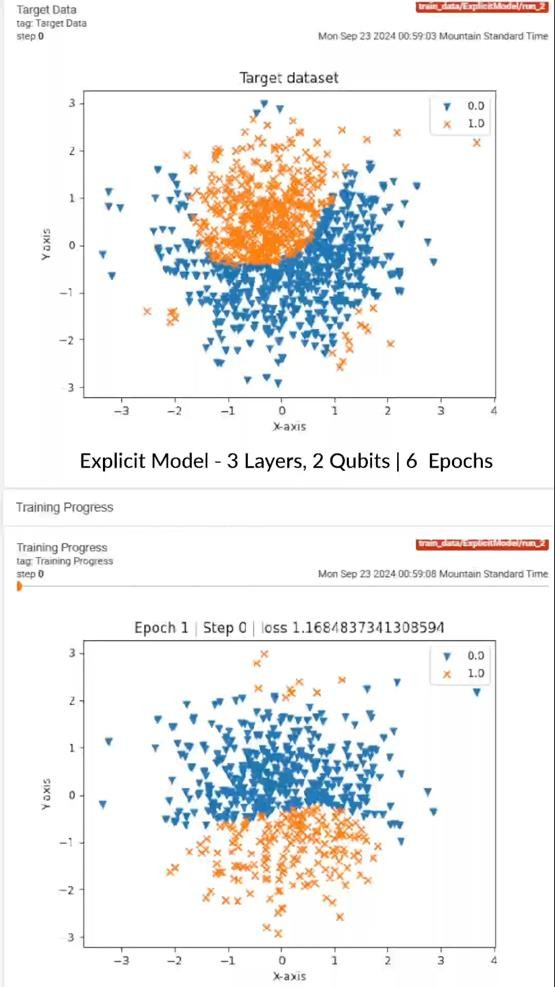 Target Data
train_data/ExplicitModel/run_2
tag: Target Data
step 0
Mon Sep 23 2024 00:59:03 Mountain Standard Time
Target dataset
3
2
1
0
−1
−2
3
Y axis
0.0
1.0
−3 −2 −1 0 1 2 3 4
X-axis
Explicit Model - 3 Layers, 2 Qubits | 6 Epochs
Training Progress
Training Progress
train_data/ExplicitModel/run_2
tag: Training Progress
step 0
Mon Sep 23 2024 00:59:08 Mountain Standard Time
Epoch 1 | Step 0 | loss 1.1684837341308594
3
2
1
0
−1
−2
3
Y axis
0.0
1.0
−3 −2 −1 0 1 2 3 4
X-axis